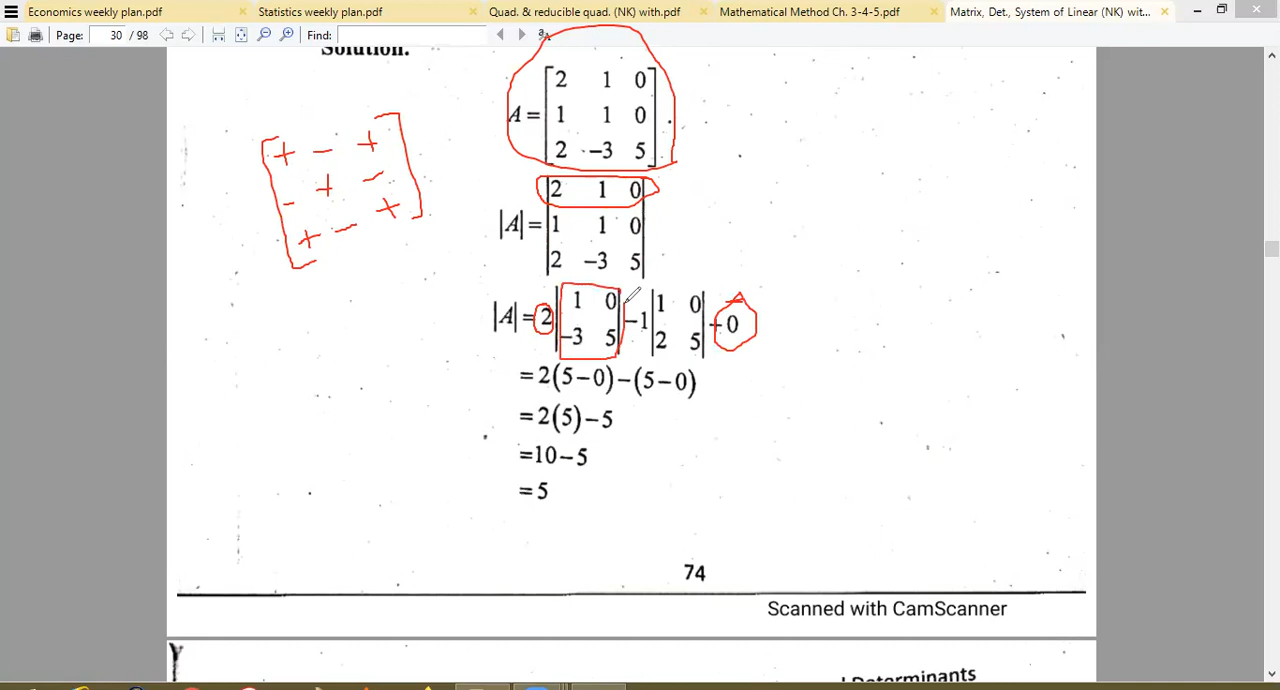 Economics weekly plan.pdf × Statistics weekly plan.pdf × Quad. & reducible quad. (NK) with.pdf × Mathematical Method Ch. 3-4-5.pdf × Matrix, Det., System of Linear (NK) wit... ×
Page: 30 / 98 Find:
Solution.
A = [2 1 0
1 1 0
2 -3 5].
+ - +
- + -
+ - +
|A| = |2 1 0
1 1 0
2 -3 5|
|A| = 2 |1 0
-3 5| -1 |1 0
2 5| +0
= 2(5-0)-(5-0)
= 2(5)-5
=10-5
=5
74
Scanned with CamScanner
Determinants